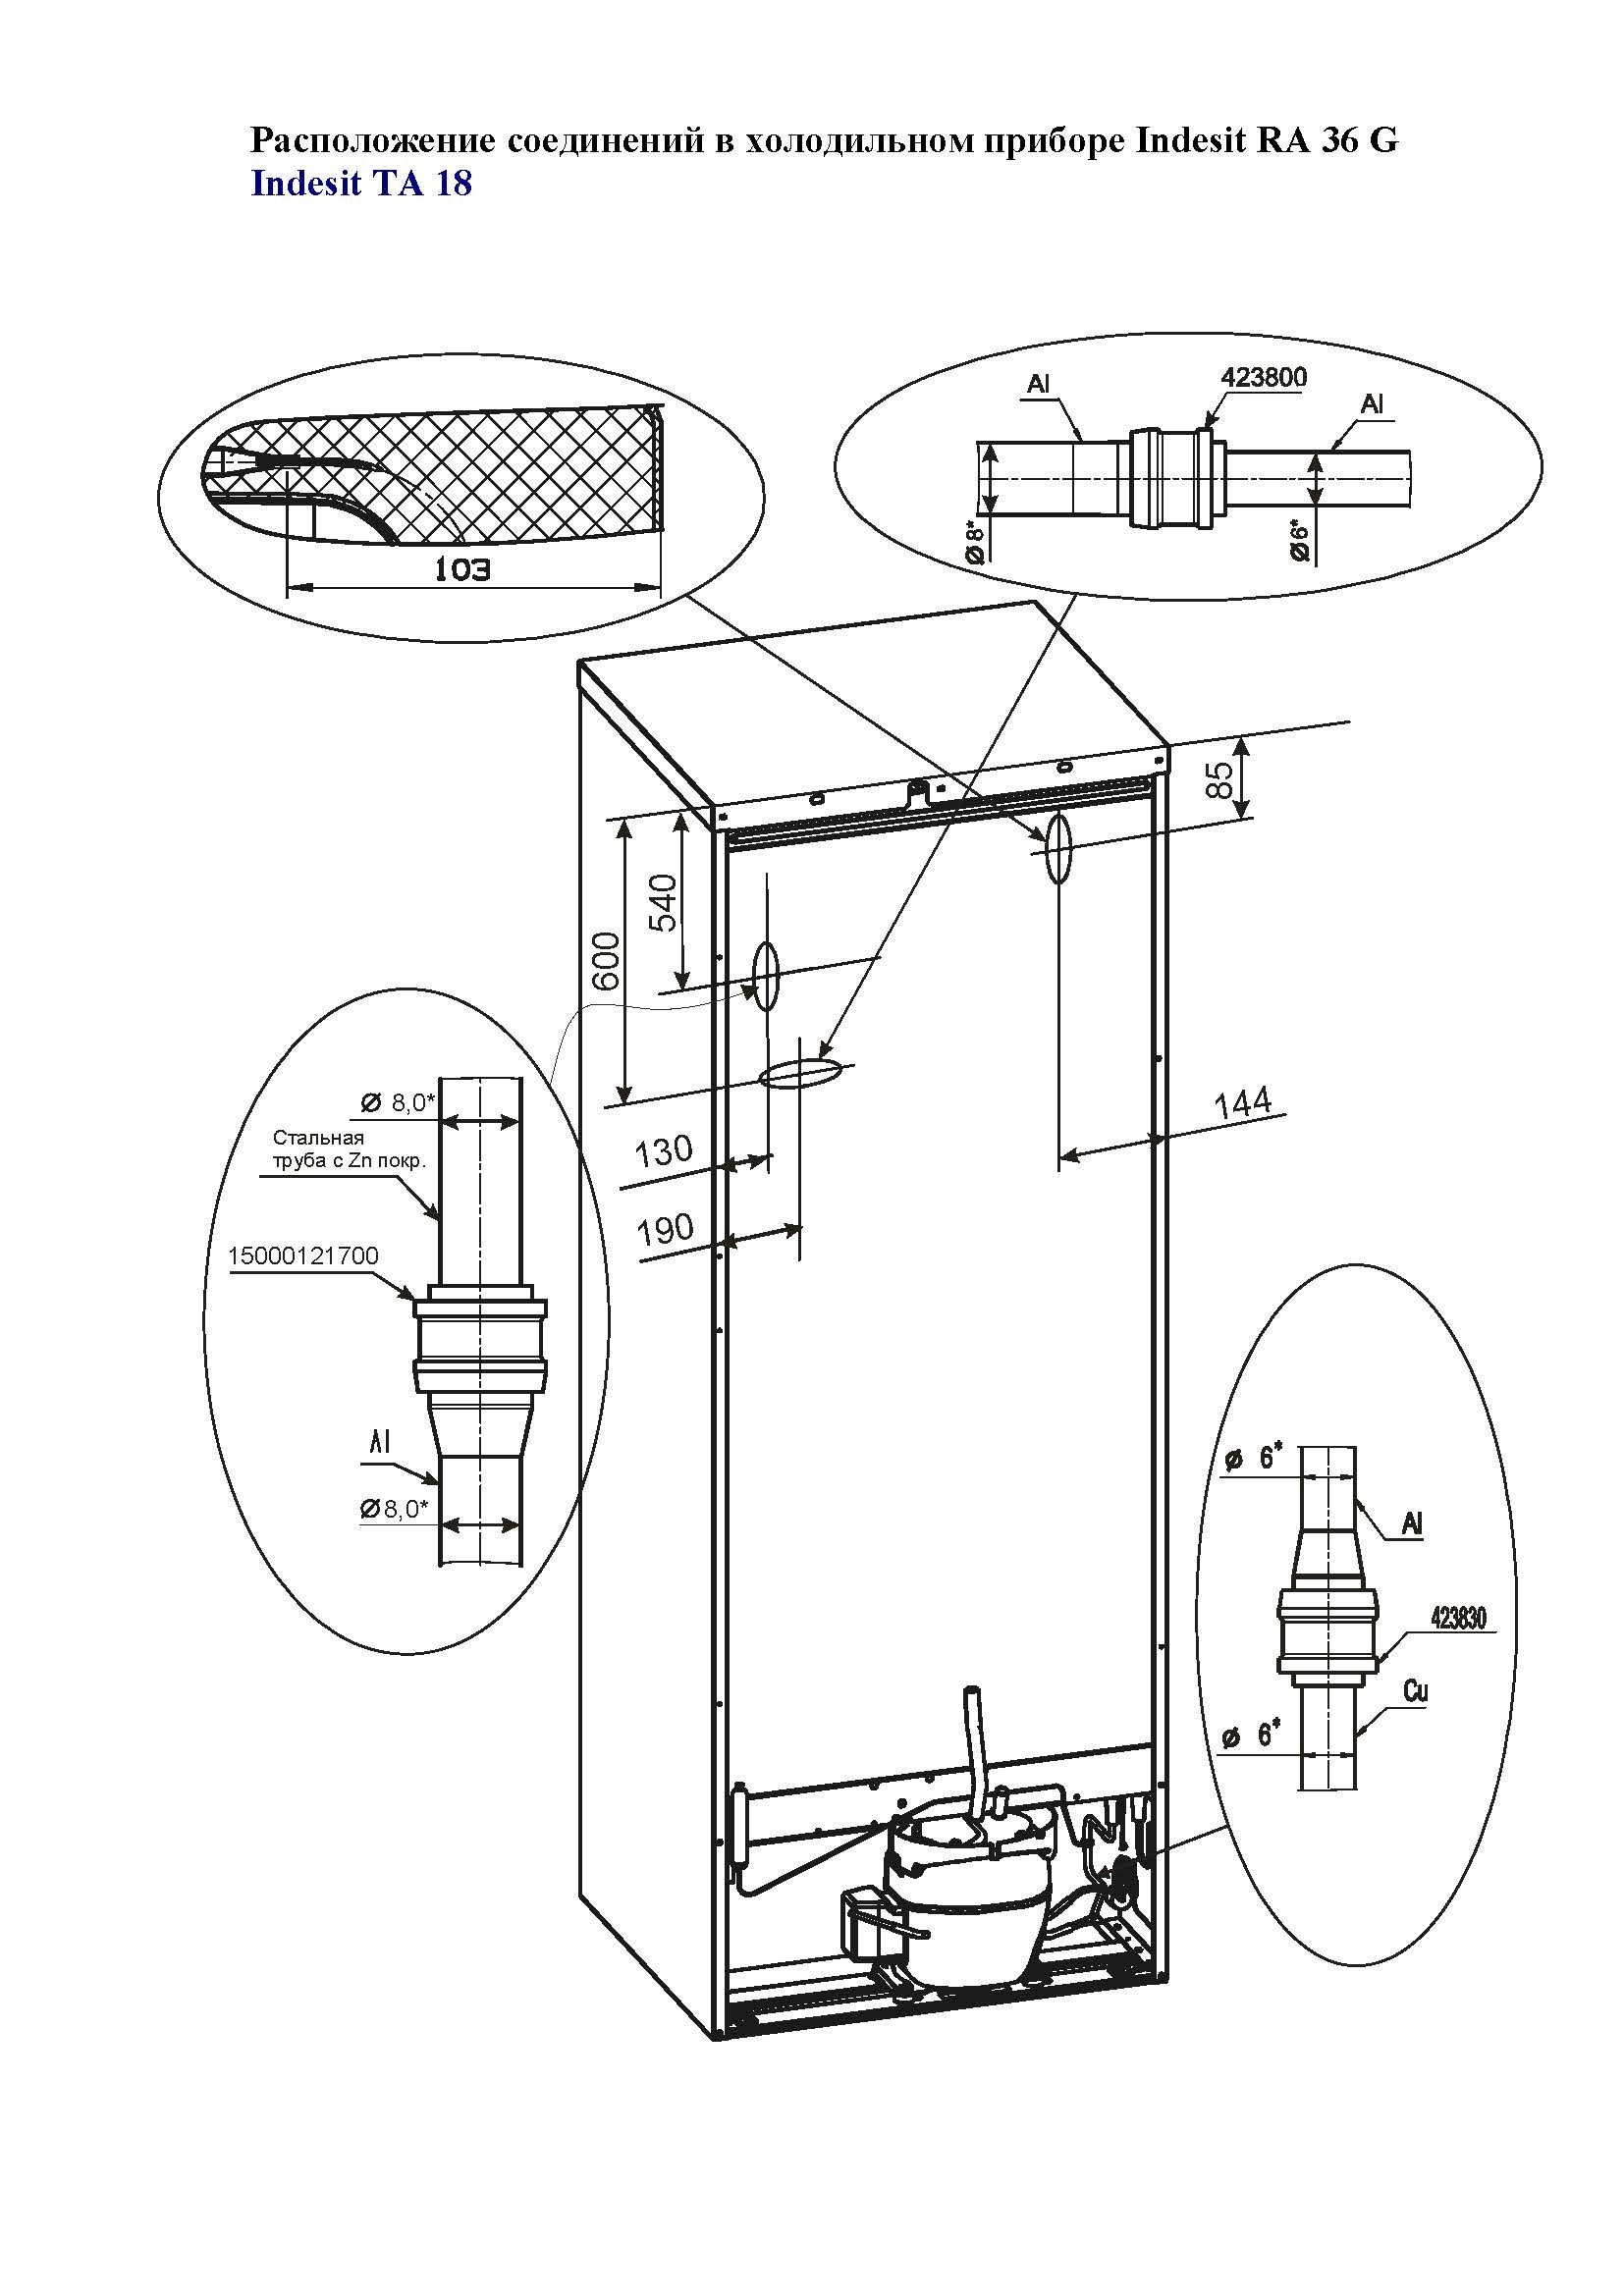 Расположение соединений в холодильном приборе Indesit RA 36 G
Indesit TA 18
Al
423800
Al
Ø 8*
Ø 6*
103
85
540
600
Ø 8,0*
Стальная
труба с Zn покр.
144
130
190
15000121700
Al
Ø 8,0*
Ø 6*
Al
423830
Cu
Ø 6*